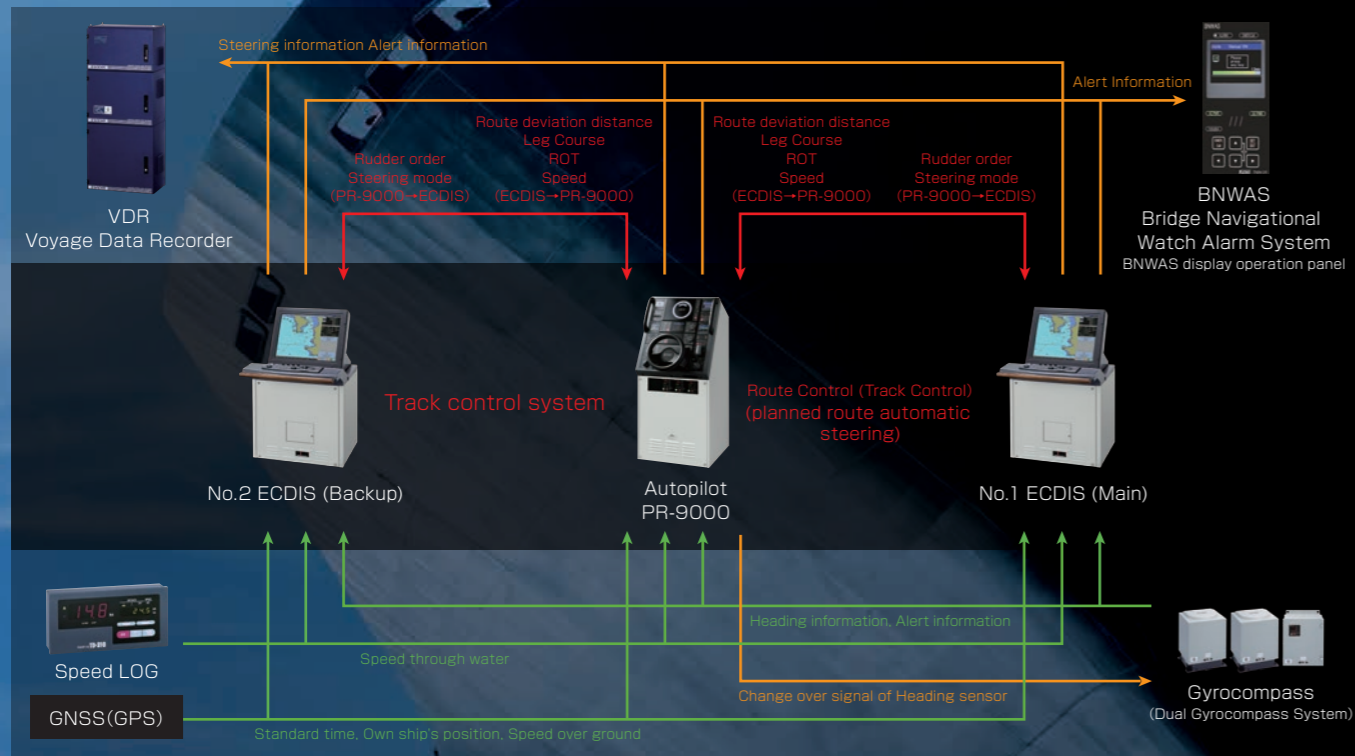 Steering information Alert Information
Alert Information
Route deviation distance
Leg Course
ROT
Speed
(ECDIS→PR-9000)
Route deviation distance
Leg Course
ROT
Speed
(ECDIS→PR-9000)
Rudder order
Steering mode
(PR-9000→ECDIS)
Rudder order
Steering mode
(PR-9000→ECDIS)
VDR
Voyage Data Recorder
BNWAS
Bridge Navigational
Watch Alarm System
BNWAS display operation panel
Track control system
Route Control (Track Control)
(planned route automatic
steering)
No.2 ECDIS (Backup)
Autopilot
PR-9000
No.1 ECDIS (Main)
14.8
24.5
Heading information, Alert information
Speed through water
Speed LOG
Change over signal of Heading sensor
Gyrocompass
(Dual Gyrocompass System)
GNSS(GPS)
Standard time, Own ship's position, Speed over ground